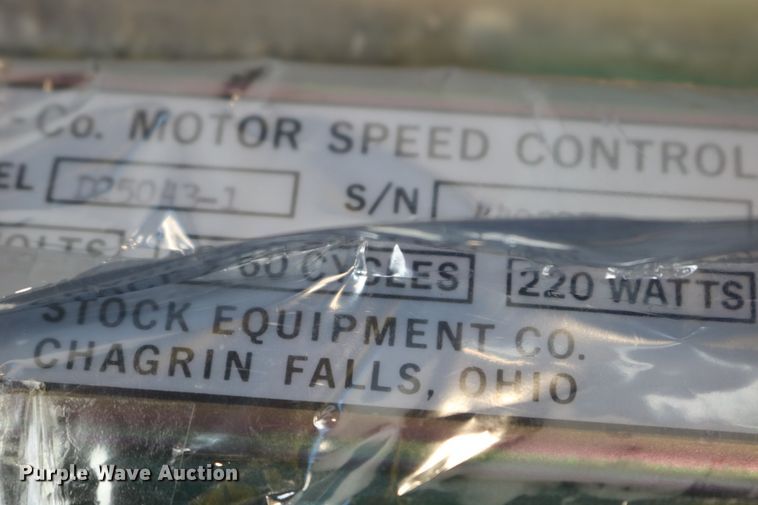 -Co. MOTOR SPEED CONTROL
EL D25043-1 S/N
VOLTS 60 CYCLES 220 WATTS
STOCK EQUIPMENT CO.
CHAGRIN FALLS, OHIO
Purple Wave Auction